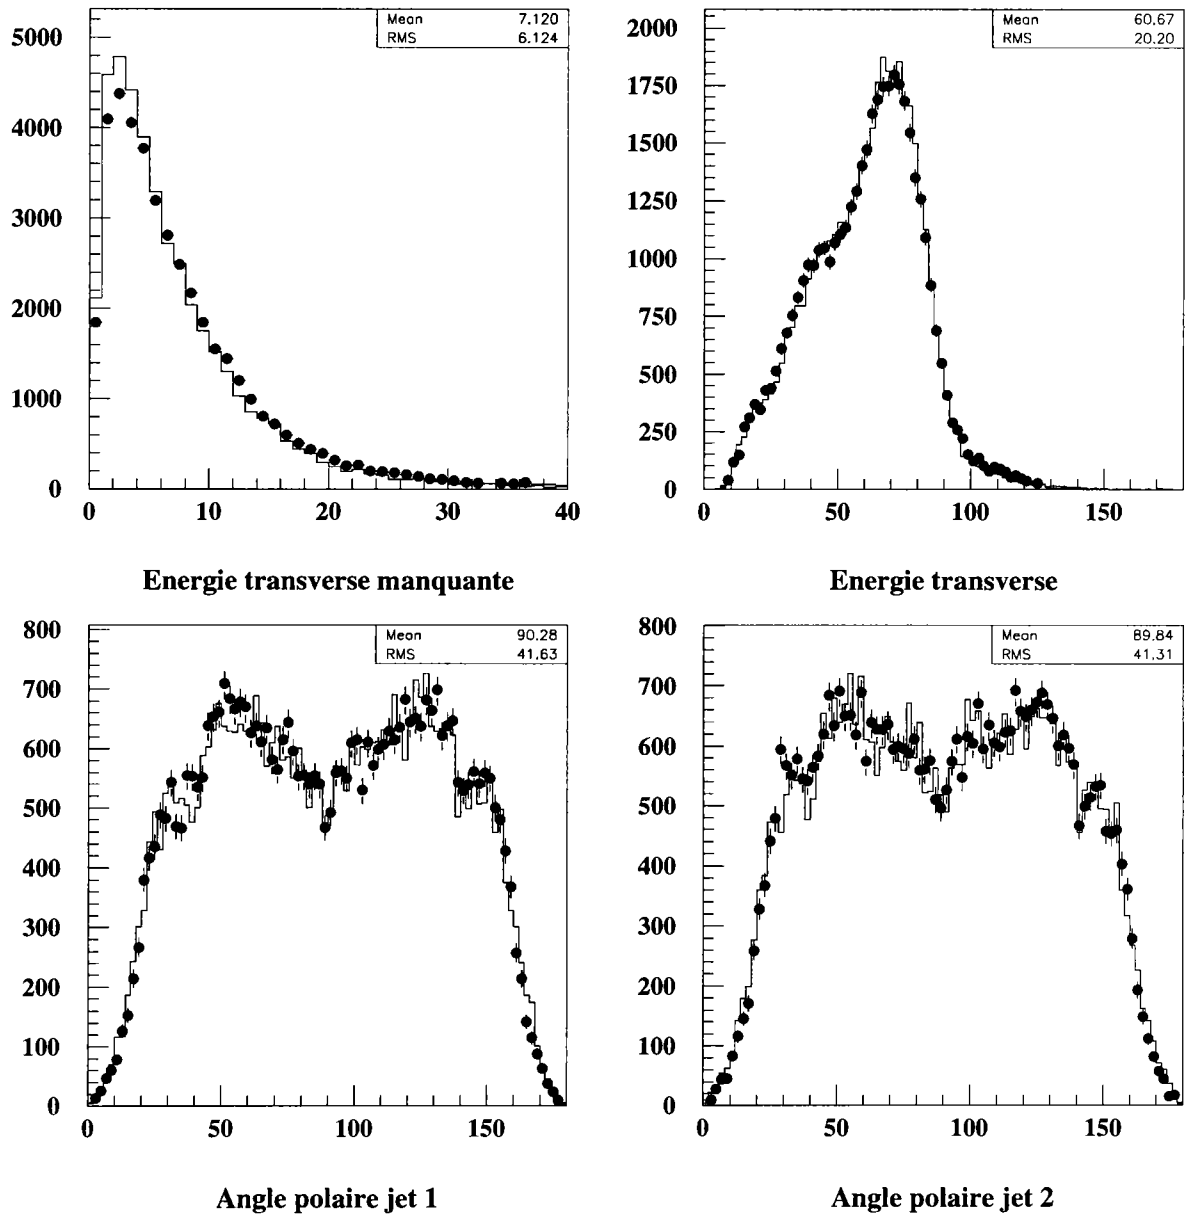 Mean 7.120
RMS 6.124
5000
4000
3000
2000
1000
0
0 10 20 30 40
Energie transverse manquante
Mean 60.67
RMS 20.20
2000
1750
1500
1250
1000
750
500
250
0
0 50 100 150
Energie transverse
Mean 90.28
RMS 41.63
800
700
600
500
400
300
200
100
0
0 50 100 150
Angle polaire jet 1
Mean 89.84
RMS 41.31
800
700
600
500
400
300
200
100
0
0 50 100 150
Angle polaire jet 2